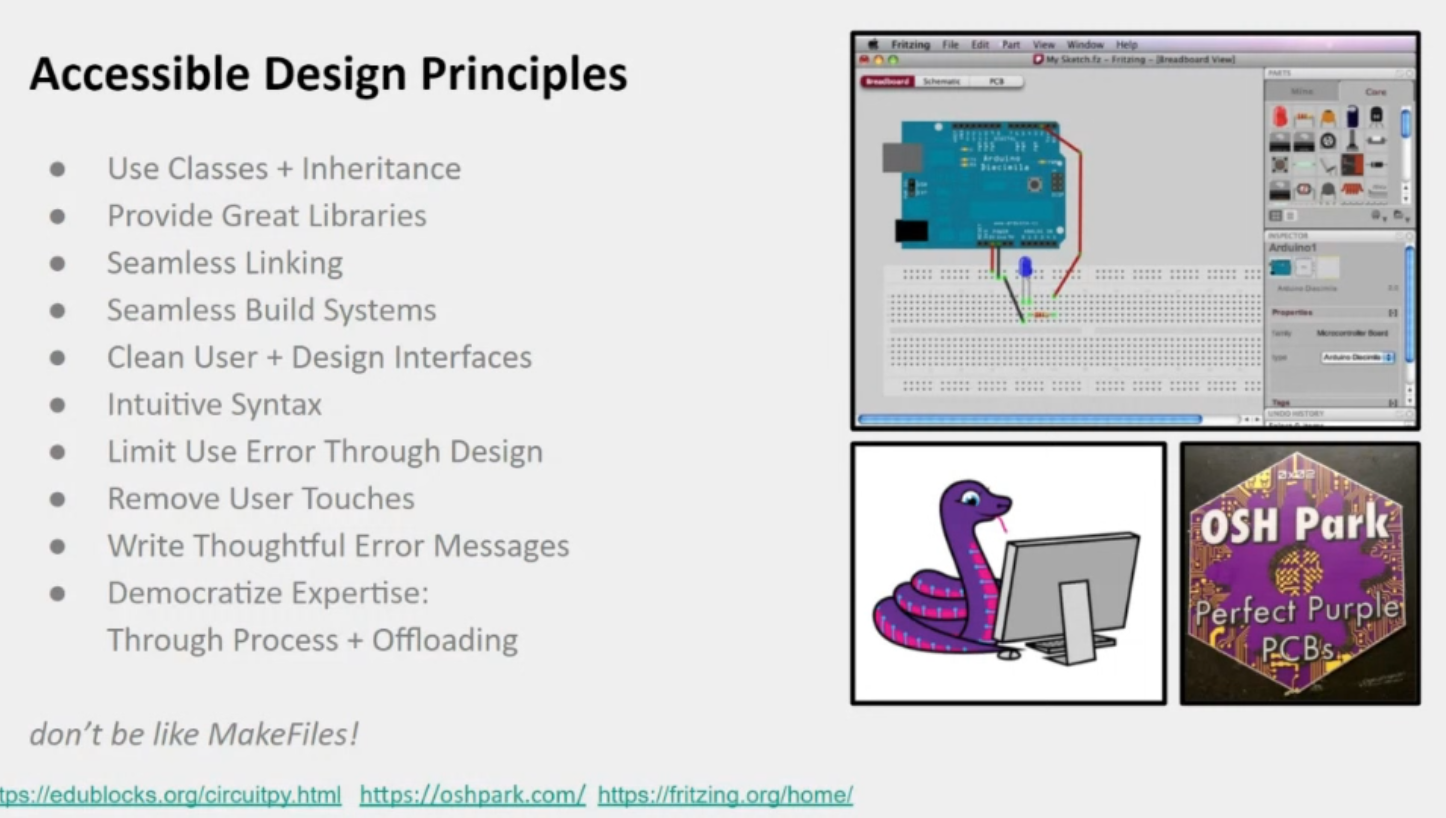 Accessible Design Principles
● Use Classes + Inheritance
● Provide Great Libraries
● Seamless Linking
● Seamless Build Systems
● Clean User + Design Interfaces
● Intuitive Syntax
● Limit Use Error Through Design
● Remove User Touches
● Write Thoughtful Error Messages
● Democratize Expertise:
Through Process + Offloading
don't be like MakeFiles!
tps://edublocks.org/circuitpy.html https://oshpark.com/ https://fritzing.org/home/
Fritzing File Edit Part View Window Help
My Sketch.fz – Fritzing – [Breadboard View]
Breadboard Schematic PCB
PARTS
Mine Core
Arduino
Diecimila
INSPECTOR
Arduino1
Arduino Diecimila
Properties
family Microcontroller Board
type Arduino Diecimila
Tags
UNDO HISTORY
OSH Park
Perfect Purple
PCBs